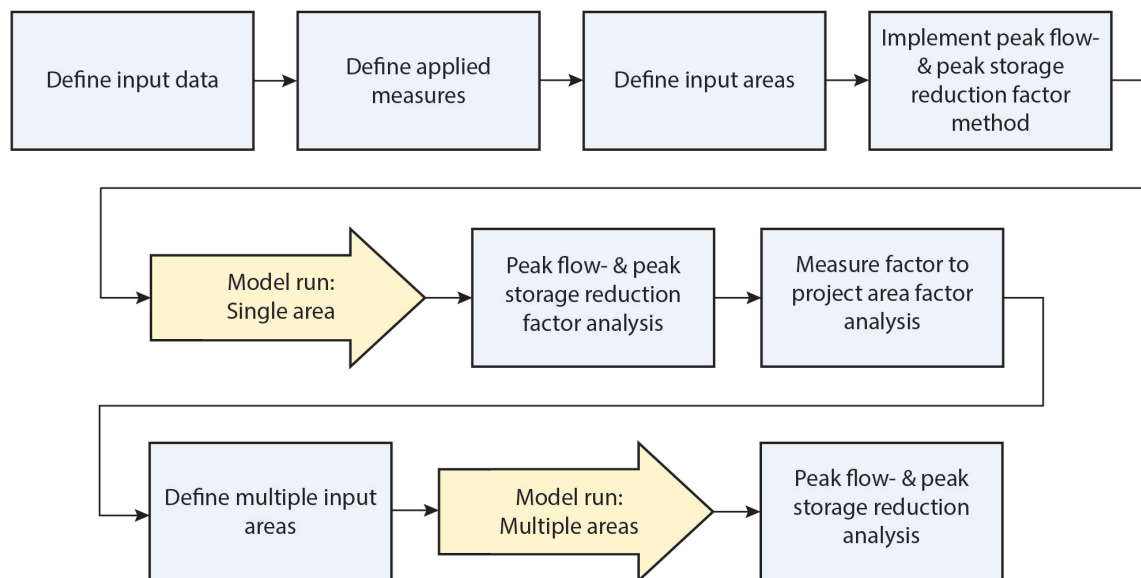 Define input data
Define applied
measures
Define input areas
Implement peak flow-
& peak storage
reduction factor
method
Model run:
Single area
Peak flow- & peak
storage reduction
factor analysis
Measure factor to
project area factor
analysis
Define multiple input
areas
Model run:
Multiple areas
Peak flow- & peak
storage reduction
analysis